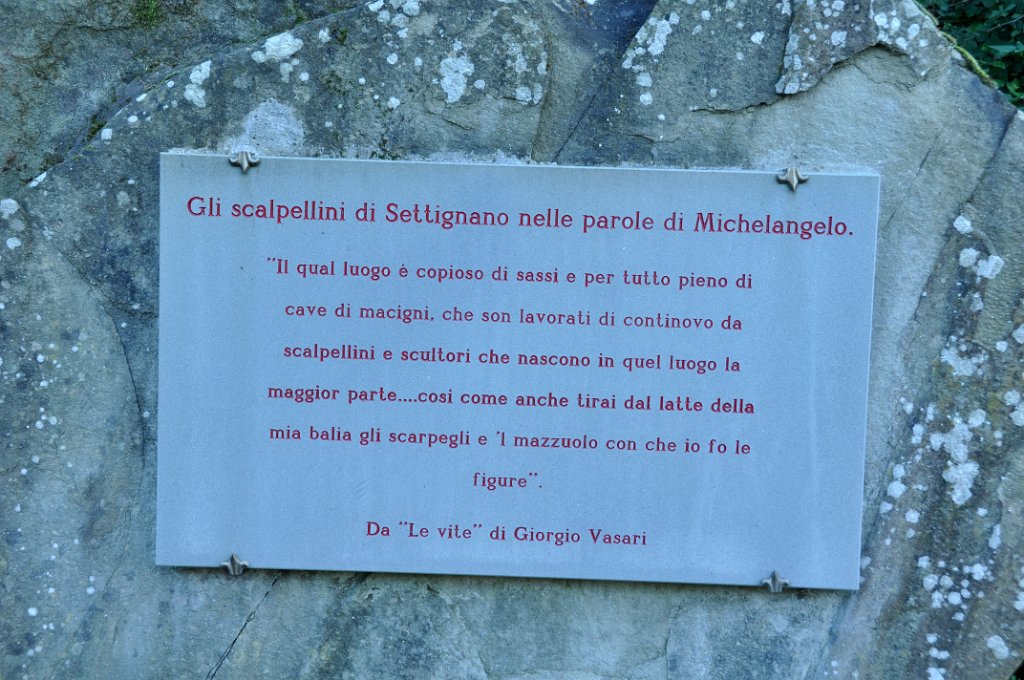 Gli scalpellini di Settignano nelle parole di Michelangelo.
"Il qual luogo è copioso di sassi e per tutto pieno di
cave di macigni, che son lavorati di continovo da
scalpellini e scultori che nascono in quel luogo la
maggior parte....cosi come anche tirai dal latte della
mia balia gli scarpegli e 'l mazzuolo con che io fo le
figure".
Da "Le vite" di Giorgio Vasari